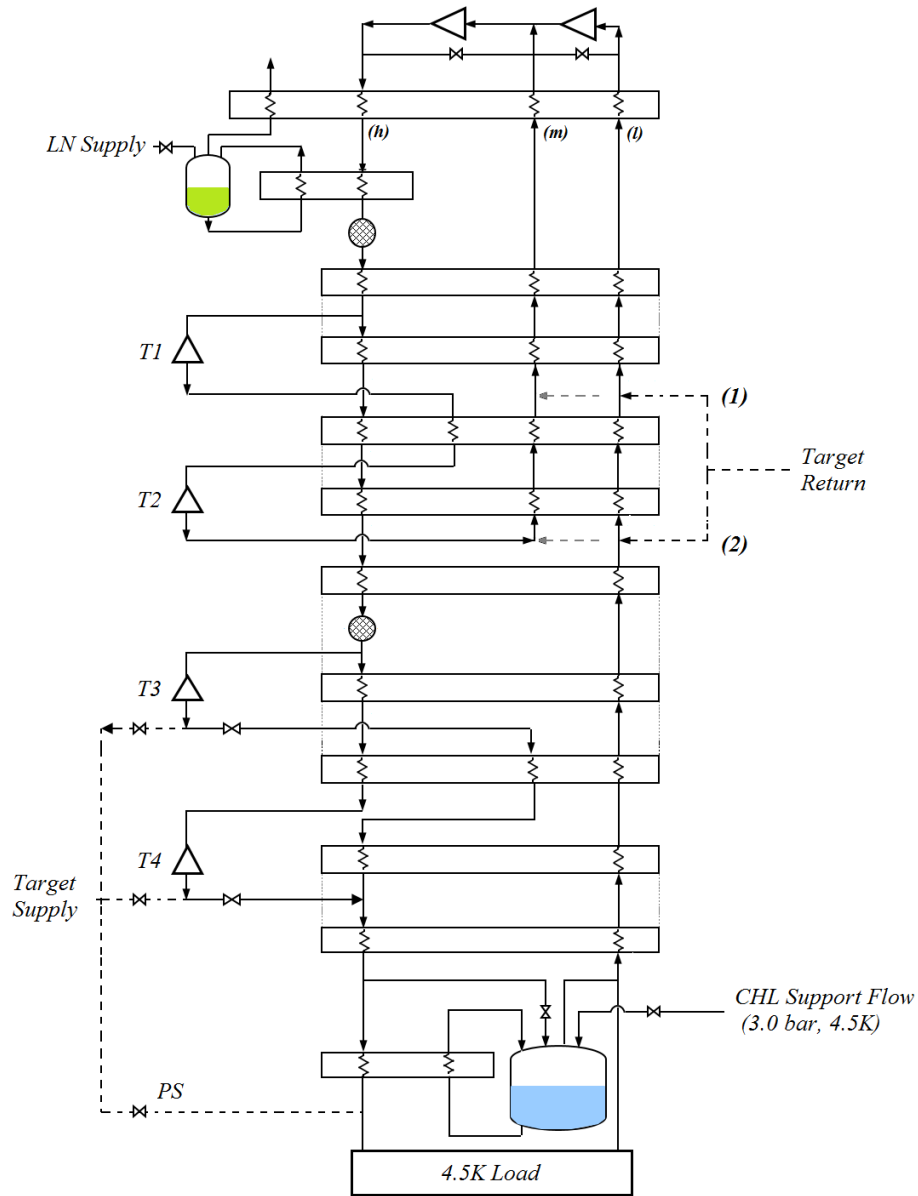 (h)
(m)
(l)
LN Supply
T1
(1)
Target
Return
T2
(2)
T3
T4
Target
Supply
CHL Support Flow
(3.0 bar, 4.5K)
PS
4.5K Load